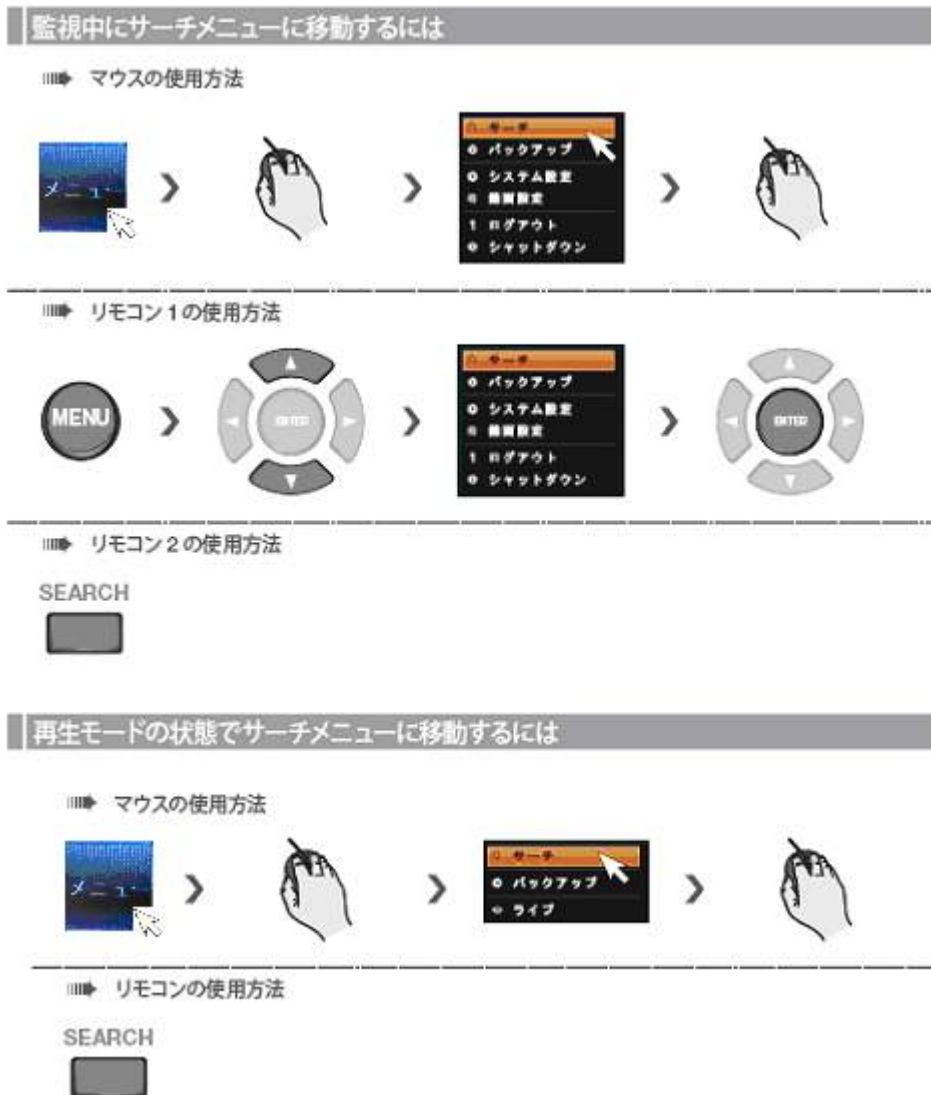 監視中にサーチメニューに移動するには
マウスの使用方法
メニュー
サーチ
バックアップ
システム設定
録画設定
ログアウト
シャットダウン
リモコン 1 の使用方法
MENU
ENTER
サーチ
バックアップ
システム設定
録画設定
ログアウト
シャットダウン
ENTER
リモコン 2 の使用方法
SEARCH
再生モードの状態でサーチメニューに移動するには
マウスの使用方法
メニュー
サーチ
バックアップ
ライブ
リモコンの使用方法
SEARCH